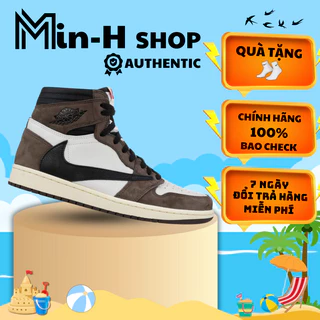 Min-H SHOP
AUTHENTIC
QUÀ TẶNG
CHÍNH HÃNG
100%
BAO CHECK
7 NGÀY
ĐỔI TRẢ HÀNG
MIỄN PHÍ